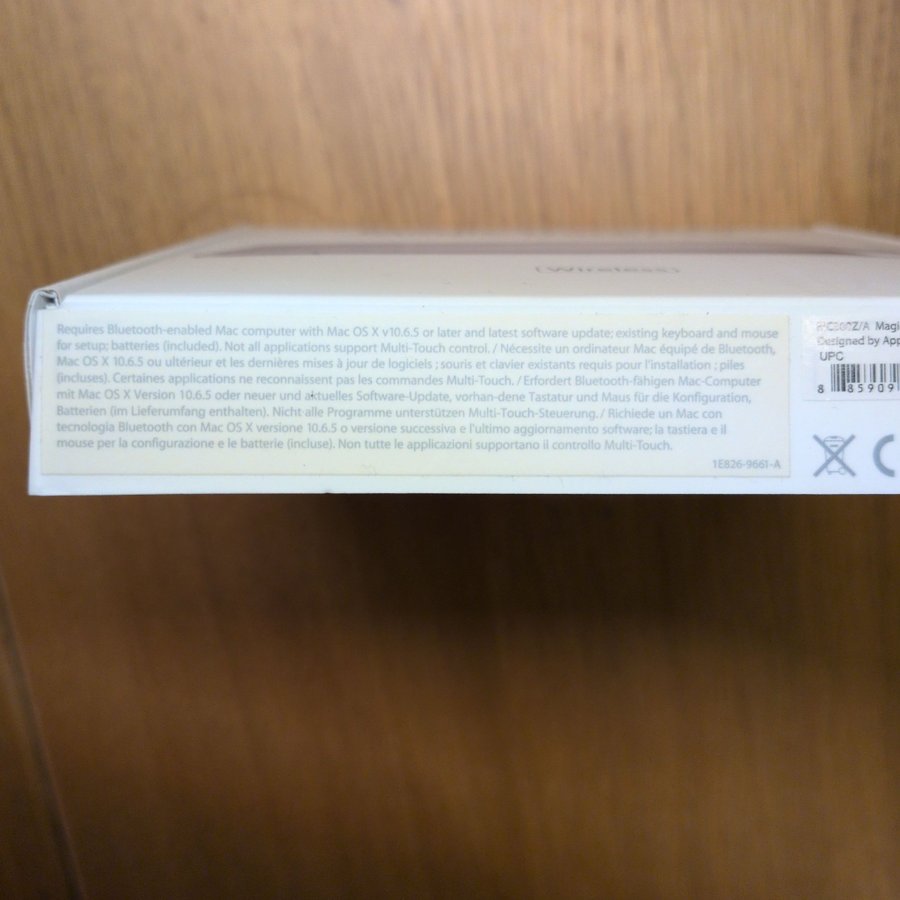 (Wireless)
Requires Bluetooth-enabled Mac computer with Mac OS X v10.6.5 or later and latest software update; existing keyboard and mouse
for setup; batteries (included). Not all applications support Multi-Touch control. / Nécessite un ordinateur Mac équipé de Bluetooth,
Mac OS X 10.6.5 ou ultérieur et les dernières mises à jour de logiciels ; souris et clavier existants requis pour l'installation ; piles
(incluses). Certaines applications ne reconnaissent pas les commandes Multi-Touch. / Erfordert Bluetooth-fähigen Mac-Computer
mit Mac OS X Version 10.6.5 oder neuer und aktuelles Software-Update, vorhan-dene Tastatur und Maus für die Konfiguration,
Batterien (im Lieferumfang enthalten). Nicht alle Programme unterstützen Multi-Touch-Steuerung. / Richiede un Mac con
tecnologia Bluetooth con Mac OS X versione 10.6.5 o versione successiva e l'ultimo aggiornamento software; la tastiera e il
mouse per la configurazione e le batterie (incluse). Non tutte le applicazioni supportano il controllo Multi-Touch.
1E826-9661-A
Designed by
UPC
8 85909